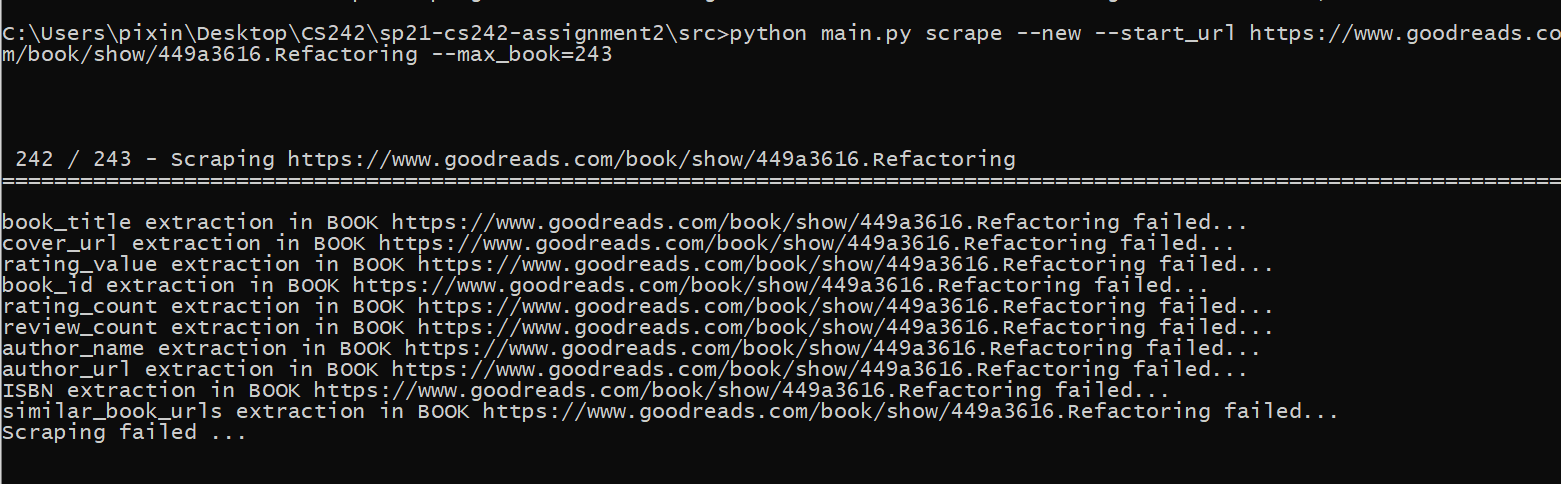 C:\Users\pixin\Desktop\CS242\sp21-cs242-assignment2\src>python main.py scrape --new --start_url https://www.goodreads.co
m/book/show/449a3616.Refactoring --max_book=243
242 / 243 - Scraping https://www.goodreads.com/book/show/449a3616.Refactoring
========================================================================================================================
book_title extraction in BOOK https://www.goodreads.com/book/show/449a3616.Refactoring failed...
cover_url extraction in BOOK https://www.goodreads.com/book/show/449a3616.Refactoring failed...
rating_value extraction in BOOK https://www.goodreads.com/book/show/449a3616.Refactoring failed...
book_id extraction in BOOK https://www.goodreads.com/book/show/449a3616.Refactoring failed...
rating_count extraction in BOOK https://www.goodreads.com/book/show/449a3616.Refactoring failed...
review_count extraction in BOOK https://www.goodreads.com/book/show/449a3616.Refactoring failed...
author_name extraction in BOOK https://www.goodreads.com/book/show/449a3616.Refactoring failed...
author_url extraction in BOOK https://www.goodreads.com/book/show/449a3616.Refactoring failed...
ISBN extraction in BOOK https://www.goodreads.com/book/show/449a3616.Refactoring failed...
similar_book_urls extraction in BOOK https://www.goodreads.com/book/show/449a3616.Refactoring failed...
Scraping failed ...